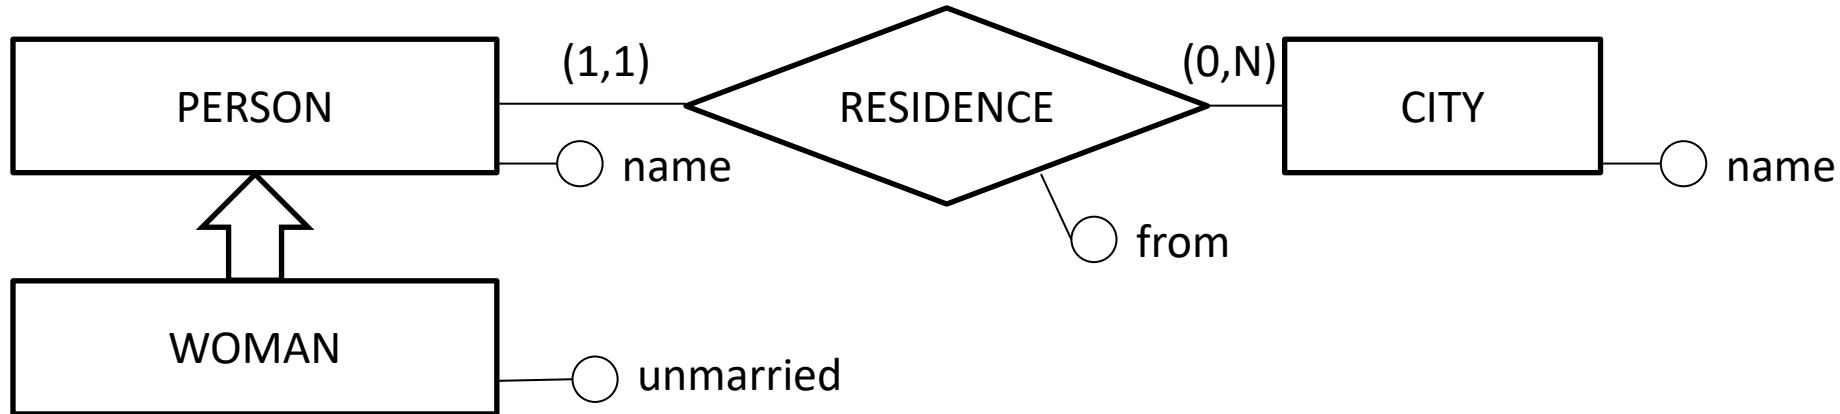 (1,1)
(0,N)
PERSON
RESIDENCE
CITY
name
name
from
WOMAN
unmarried